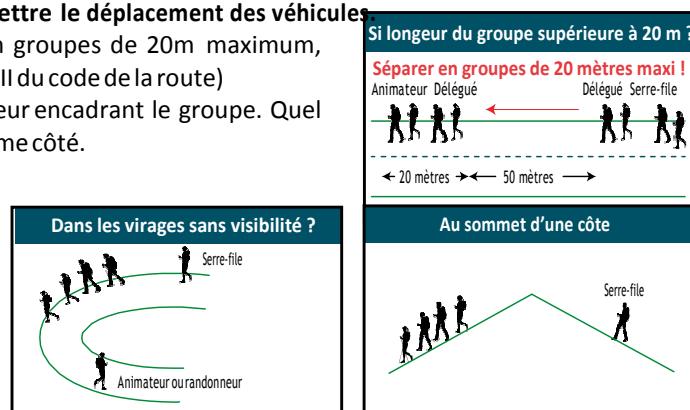 ettre le déplacement des véhicules.
n groupes de 20m maximum,
II du code de la route)
eur encadrant le groupe. Quel
me côté.
Si longeur du groupe supérieure à 20 m ?
Séparer en groupes de 20 mètres maxi !
Animateur Délégué Délégué Serre-file
20 mètres 50 mètres
Dans les virages sans visibilité ?
Serre-file
Animateur ou randonneur
Au sommet d’une côte
Serre-file